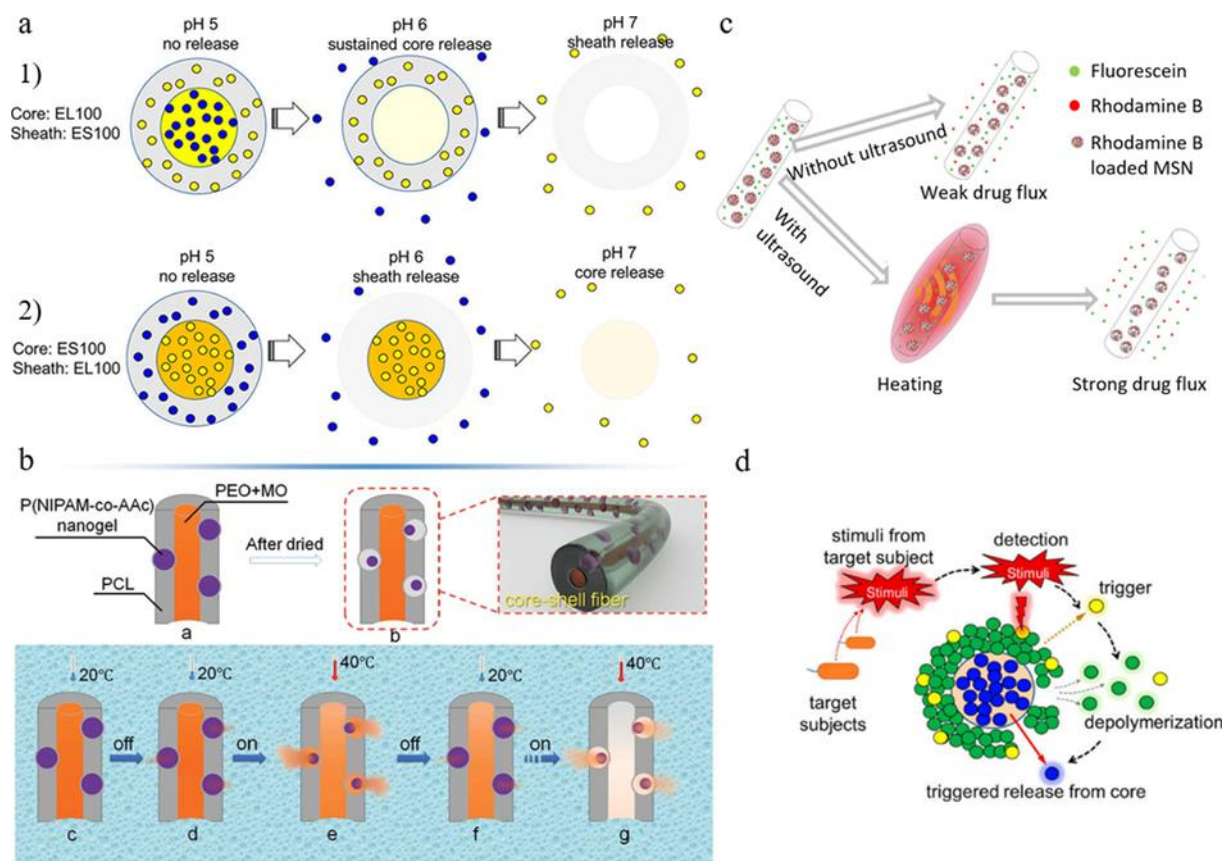 a
pH 5
no release
pH 6
sustained core release
pH 7
sheath release
1)
Core: EL100
Sheath: ES100
pH 5
no release
pH 6
sheath release
pH 7
core release
2)
Core: ES100
Sheath: EL100
c
Fluorescein
Rhodamine B
Rhodamine B
loaded MSN
Without ultrasound
With
ultrasound
Weak drug flux
Heating
Strong drug flux
b
P(NIPAM-co-AAc)
nanogel
PEO+MO
PCL
After dried
core-shell fiber
a
b
20℃
20℃
40℃
20℃
40℃
off
on
off
on
c
d
e
f
g
d
stimuli from
target subject
Stimuli
detection
Stimuli
trigger
target
subjects
depolymerization
triggered release from core